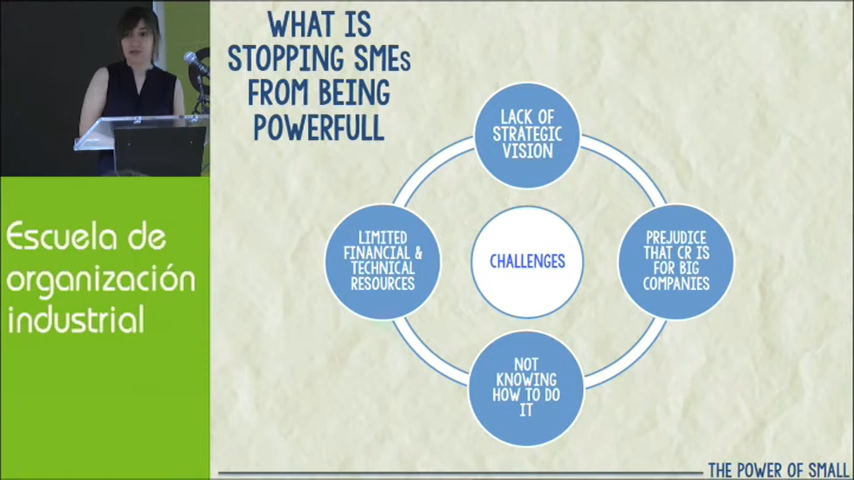 WHAT IS
STOPPING SMEs
FROM BEING
POWERFULL
LACK OF
STRATEGIC
VISION
LIMITED
FINANCIAL &
TECHNICAL
RESOURCES
CHALLENGES
PREJUDICE
THAT CR IS
FOR BIG
COMPANIES
NOT
KNOWING
HOW TO DO
IT
Escuela de
organización
industrial
THE POWER OF SMALL